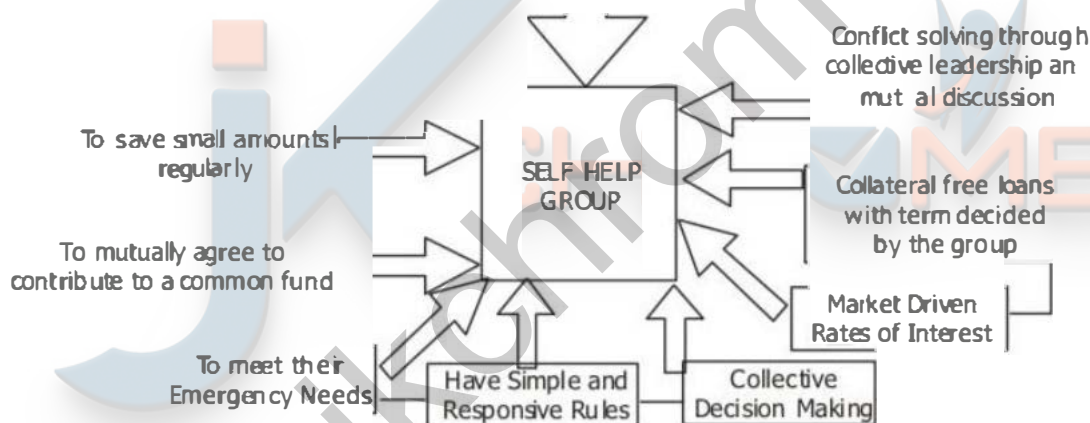 Conflict solving through
collective leadership an
mut al discussion
To save small amounts
regularly
SELF HELP
GROUP
Collateral free loans
with term decided
by the group
To mutually agree to
contribute to a common fund
Market Driven
Rates of Interest
To meet their
Emergency Needs
Have Simple and
Responsive Rules
Collective
Decision Making